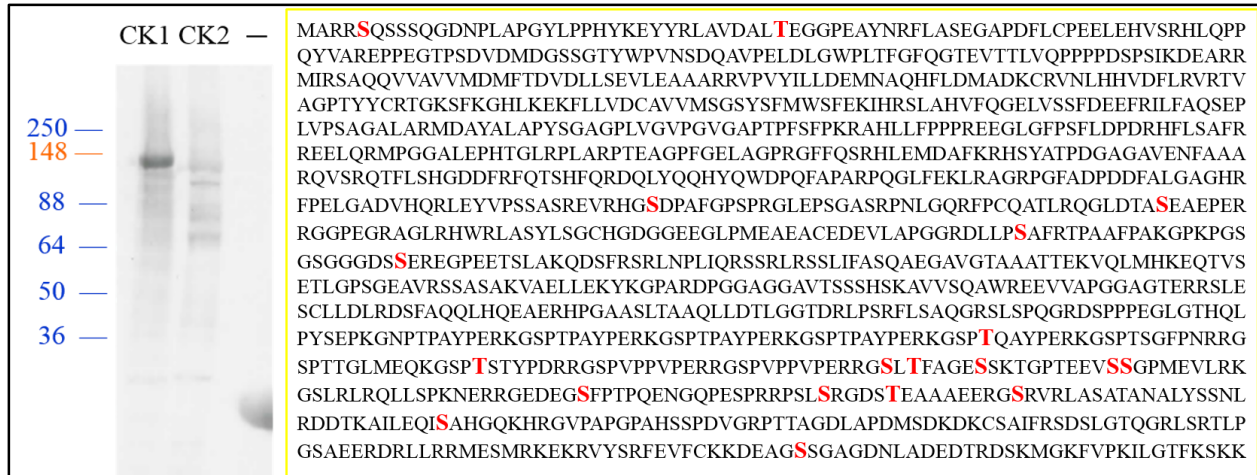 CK1 CK2 —
250 —
148 —
88 —
64 —
50 —
36 —
MARRSQSSSQGDNPLAPGYLPPHYKEYYRLAVDALTEGGPEAYNRFLASEGAPDFLCPEELEHVSRHLQPP
QYVAREPPEGTPSDVDMDGSSGTYWPVNSDQAVPELDLGWPLTFGFQGTEVTTLVQPPPPDSPSIKDEARR
MIRSAQQVVAVVMDMFTDVDLLSEVLEAAARRVPVYILLDEMNAQHFLDMADKCRVNLHHVDFLRVRTV
AGPTYYCRTGKSFKGHLKEKFLLVDCAVVMSGSYSFMWSFEKIHRSLAHVFQGELVSSFDEEFRILFAQSEP
LVPSAGALARMDAYALAPYSGAGPLVGVPGVGAPTPFSFPKRAHLLFPPPREEGLGFPSFLDPDRHFLSAFR
REELQRMPGGALEPHTGLRPLARPTEAGPFGELAGPRGFFQSRHLEMDAFKRHSYATPDGAGAVENFAAA
RQVSRQTFLSHGDDFRFQTSHFQRDQLYQQHYQWDPQFAPARPQGLFEKLRAGRPGFADPDDFALGAGHR
FPELGADVHQRLEYVPSSASREVRHGSDPAFGPSPRGLEPSGASRPNLGQRFPCQATLRQGLDTASEAEPER
RGGPEGRAGLRHWRLASYLSGCHGDGGEEGLPMEAEACEDEVLAPGGRDLLPSAFRTPAAFPAKGPKPGS
GSGGGDSSEREGPEETSLAKQDSFRSRLNPLIQRSSRLRSSLIFASQAEGAVGTAAATTEKVQLMHKEQTVS
ETLGPSGEAVRSSASAKVAELLEKYKGPARDPGGAGGAVTSSSHSKAVVSQAWREEVVAPGGAGTERRSLE
SCLLDLRDSFAQQLHQEAERHPGAASLTAAQLLDTLGGTDRLPSRFLSAQGRSLSPQGRDSPPPEGLGTHQL
PYSEPKGNPTPAYPERKGSPTPAYPERKGSPTPAYPERKGSPTPAYPERKGSPTQAYPERKGSPTSGFPNRRG
SPTTGLMEQKGSPTSTYPDRRGSPVPPVPERRGSPVPPVPERRGSLTFAGESSKTGPTEEVSSGPMEVLRK
GSLRLRQLLSPKNERRGEDEGSFPTPQENGQPESPRRPSLSRGDSTEAAAEERGSRVRLASATANALYSSNL
RDDTKAILEQISAHGQKHRGVPAPGPAHSSPDVGRPTTAGDLAPDMSDKDKCSAIFRSDSLGTQGRLSRTLP
GSAEERDRLLRRMESMRKEKRVYSRFEVFCKKDEAGSSGAGDNLADEDTRDSKMGKFVPKILGTFKSKK